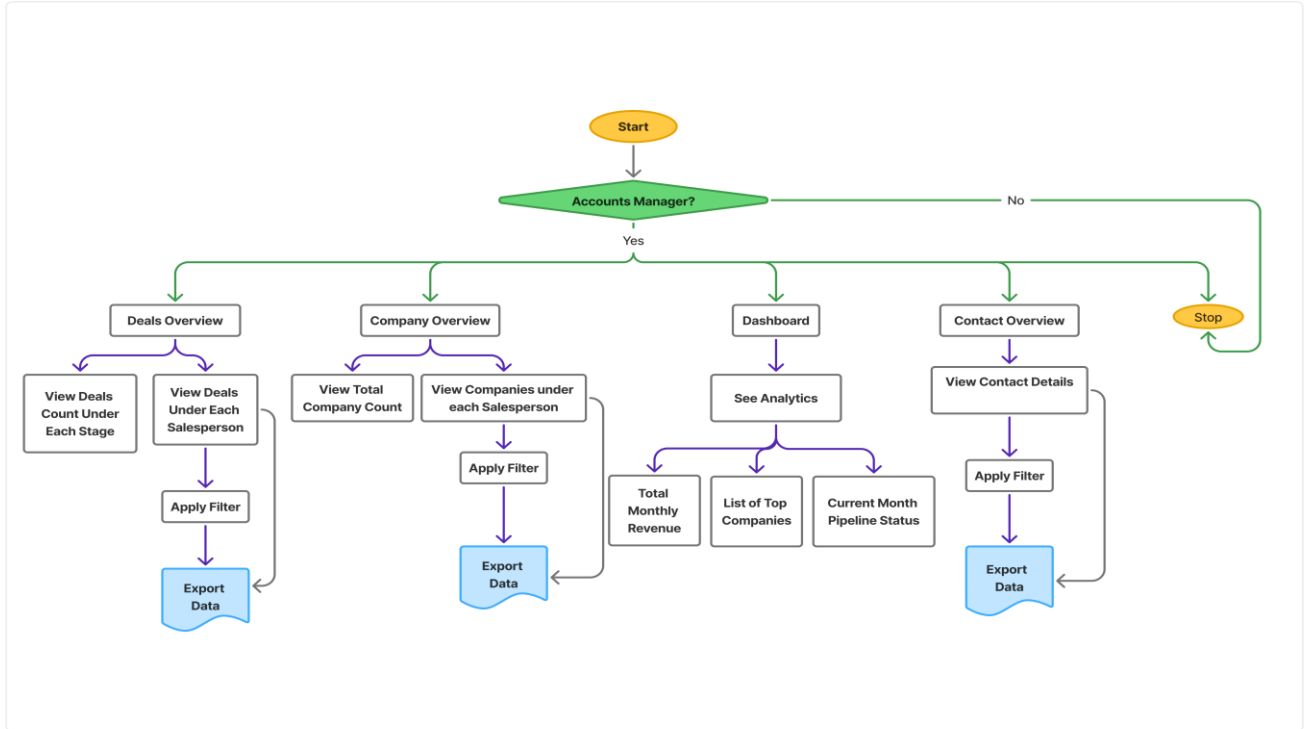 Start
Accounts Manager?
No
Yes
Deals Overview
Company Overview
Dashboard
Contact Overview
Stop
View Deals
Count Under
Each Stage
View Deals
Under Each
Salesperson
View Total
Company Count
View Companies under
each Salesperson
See Analytics
View Contact Details
Apply Filter
Apply Filter
Total
Monthly
Revenue
List of Top
Companies
Current Month
Pipeline Status
Apply Filter
Export
Data
Export
Data
Export
Data